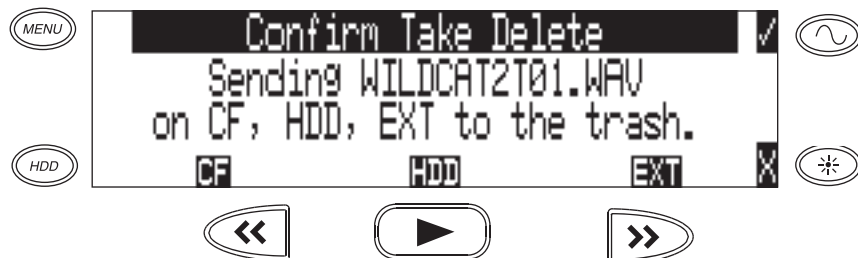 MENU
Confirm Take Delete ✓
Sending WILDCAT2T01.WAV
on CF, HDD, EXT to the trash.
HDD
CF HDD EXT X